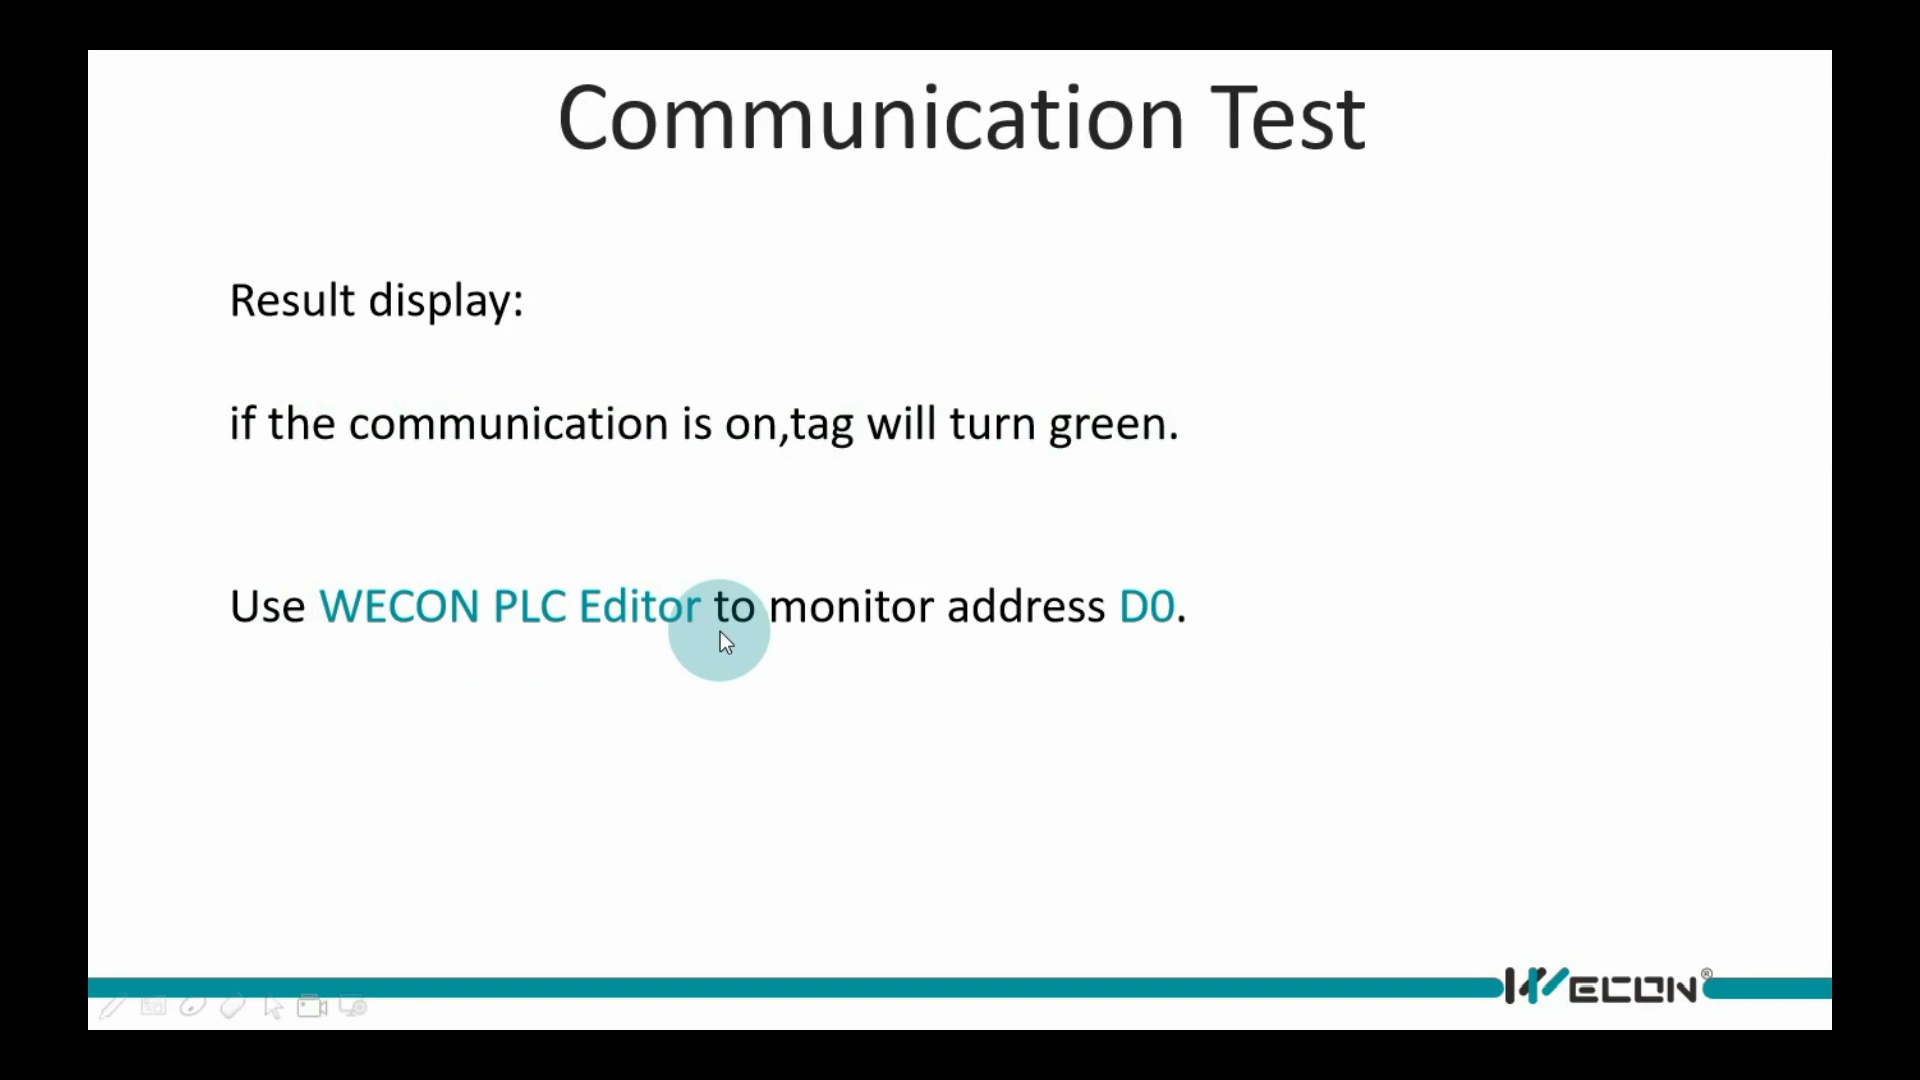 Communication Test
Result display:
if the communication is on,tag will turn green.
Use WECON PLC Editor to monitor address D0.
WECON®